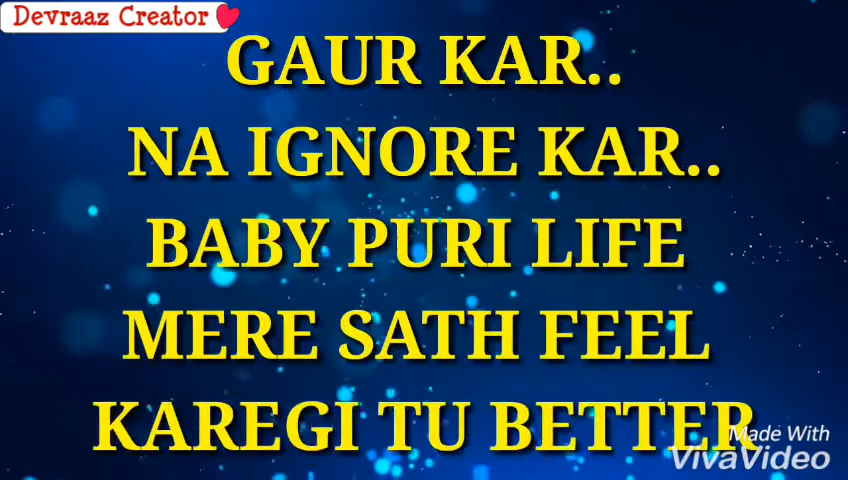 Devraaz Creator
GAUR KAR..
NA IGNORE KAR..
BABY PURI LIFE
MERE SATH FEEL
KAREGI TU BETTER
Made With
VivaVideo